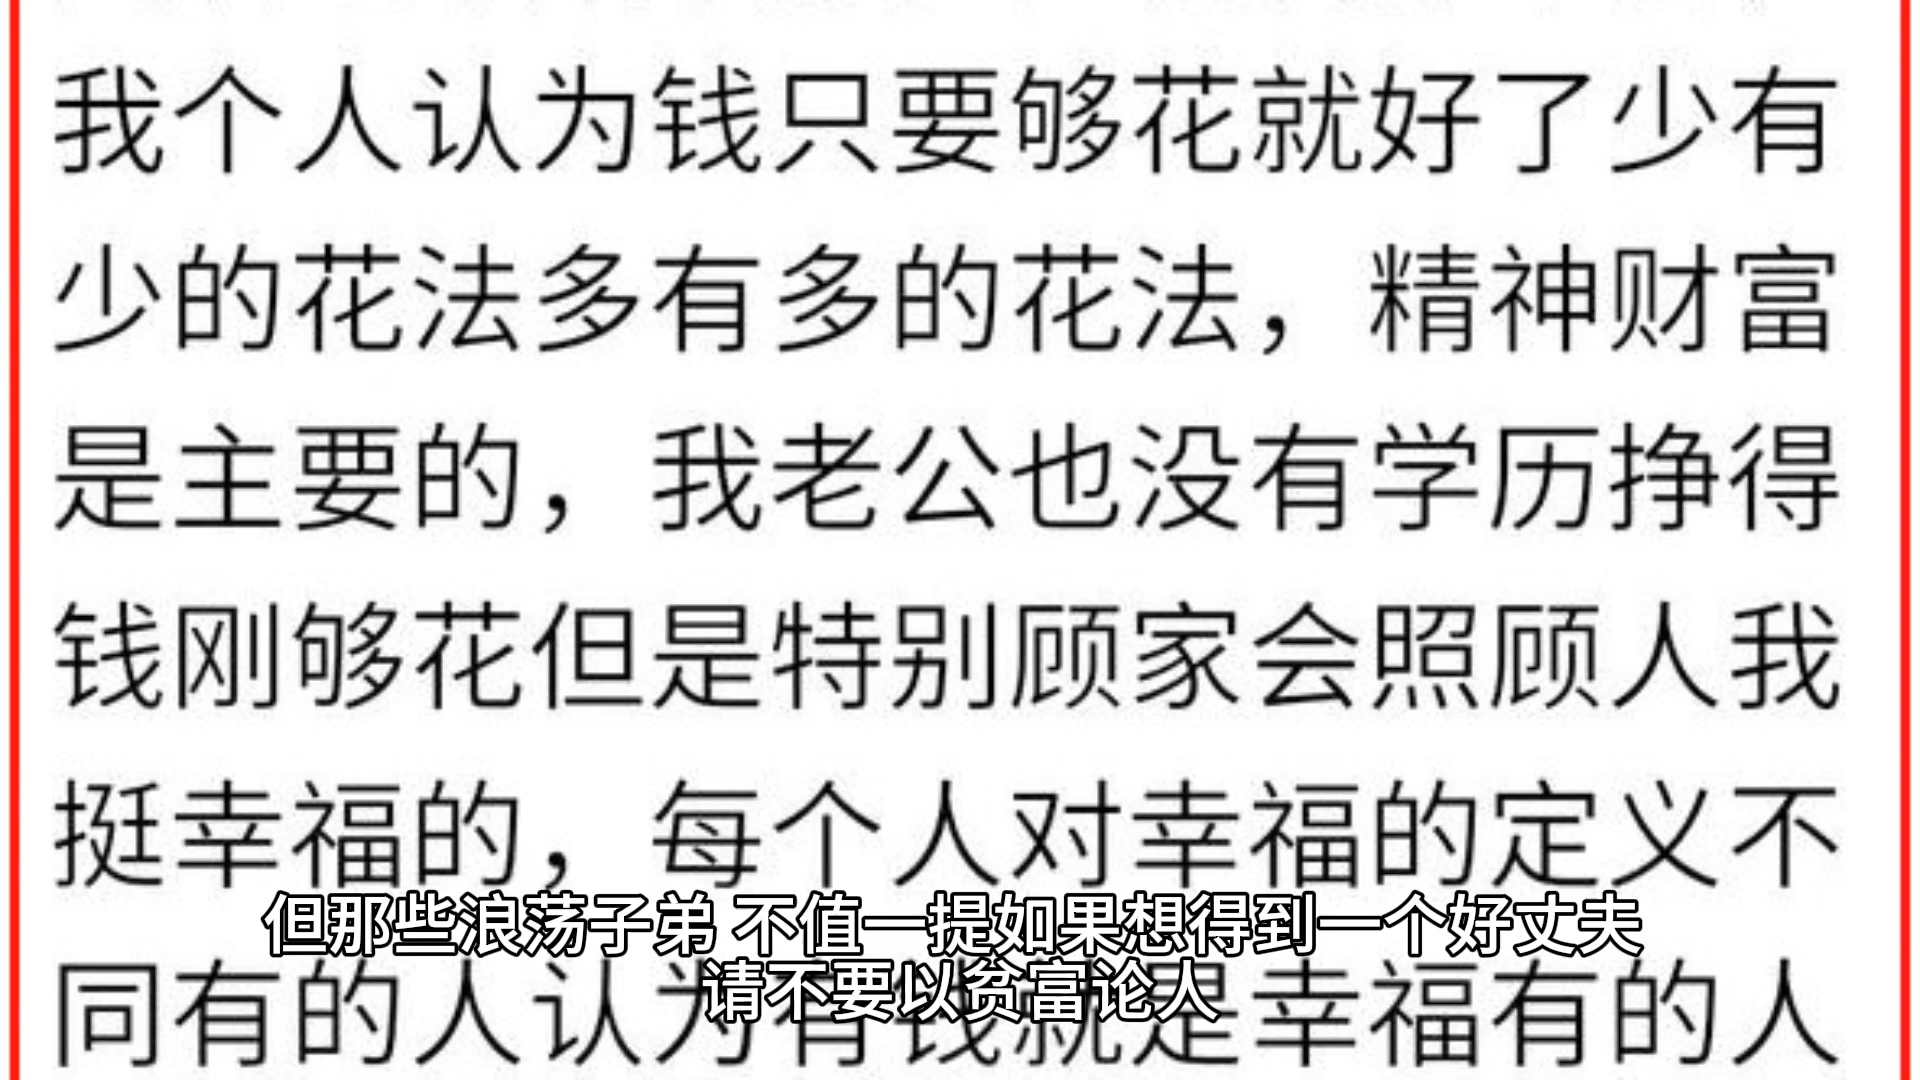 我个人认为钱只要够花就好了少有
少的花法多有多的花法，精神财富
是主要的，我老公也没有学历挣得
钱刚够花但是特别顾家会照顾人我
挺幸福的，每个人对幸福的定义不
但那些浪荡子弟 不值一提如果想得到一个好丈夫
请不要以贫富论人
同有的人认为有钱就是幸福有的人